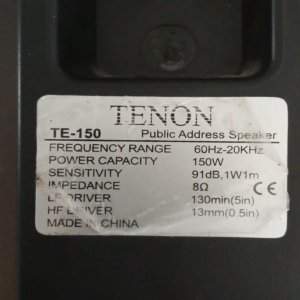 TENON
TE-150 Public Address Speaker
FREQUENCY RANGE 60Hz-20KHz
POWER CAPACITY 150W
SENSITIVITY 91dB,1W1m
IMPEDANCE 8Ω CE
LF DRIVER 130min(5in)
HF DRIVER 13mm(0.5in)
MADE IN CHINA